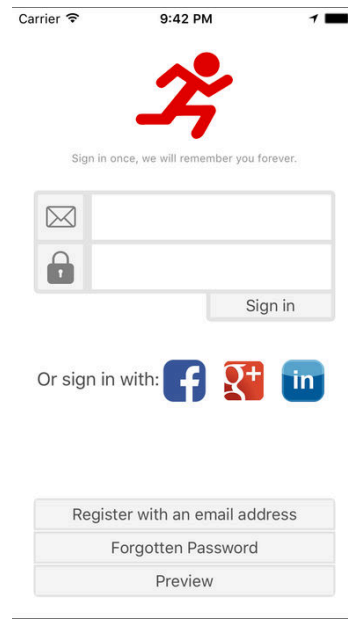 Carrier 9:42 PM
Sign in once, we will remember you forever.
Sign in
Or sign in with: f g+ in
Register with an email address
Forgotten Password
Preview